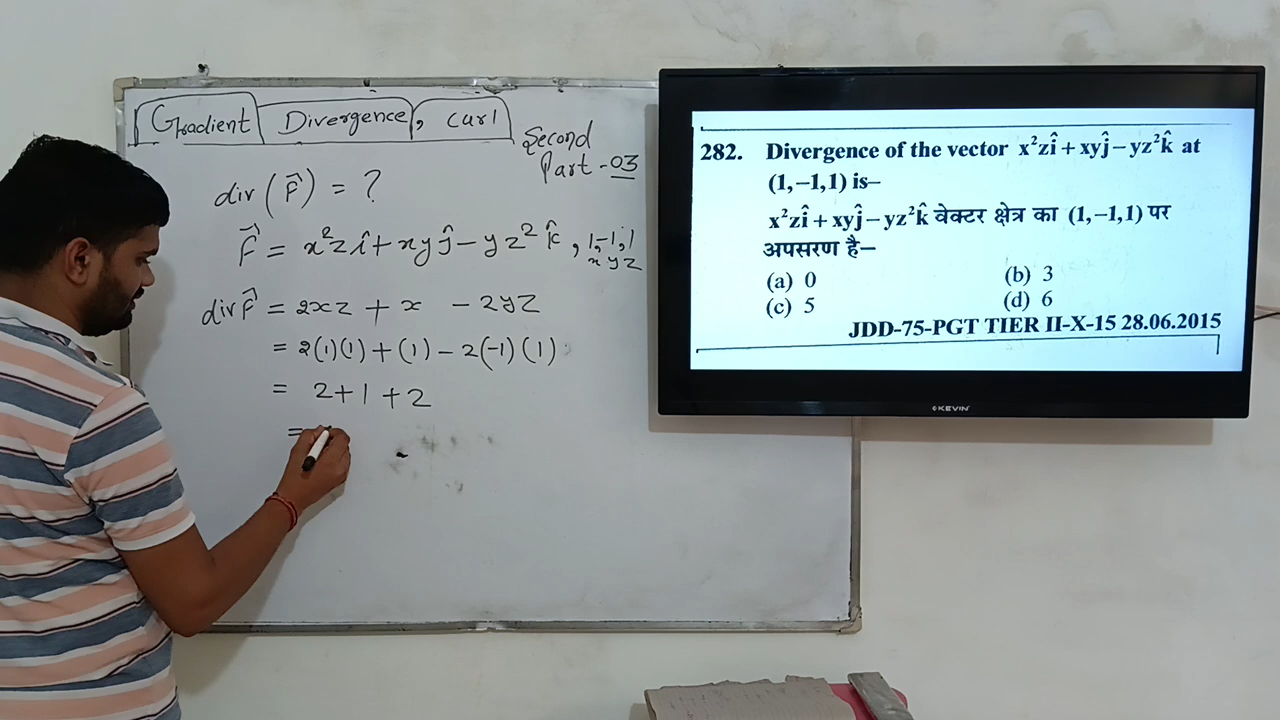 Gradient Divergence, curl
Second
Part - 03
div (F⃗) = ?
F⃗ = x²z î + xy ĵ − yz² k̂ , 1,−1,1
x y z
div F⃗ = 2xz + x − 2yz
= 2(1)(1) + (1) − 2(−1)(1)
= 2+1+2
=
282. Divergence of the vector x²zî + xyĵ − yz²k̂ at
(1,−1,1) is–
x²zî + xyĵ − yz²k̂ वेक्टर क्षेत्र का (1,−1,1) पर
अपसरण है–
(a) 0 (b) 3
(c) 5 (d) 6
JDD-75-PGT TIER II-X-15 28.06.2015
KEVIN